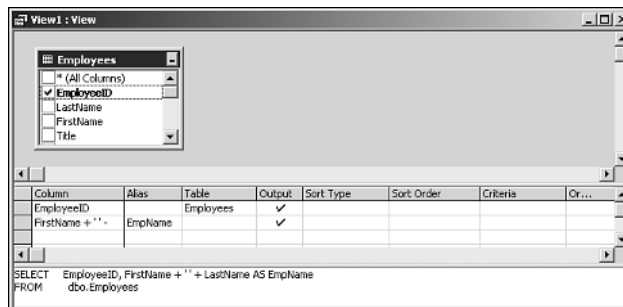 View1 : View
Employees
* (All Columns)
EmployeeID
LastName
FirstName
Title
Column Alias Table Output Sort Type Sort Order Criteria Or...
EmployeeID Employees
FirstName + ' ' - EmpName
SELECT EmployeeID, FirstName + ' ' + LastName AS EmpName
FROM dbo.Employees